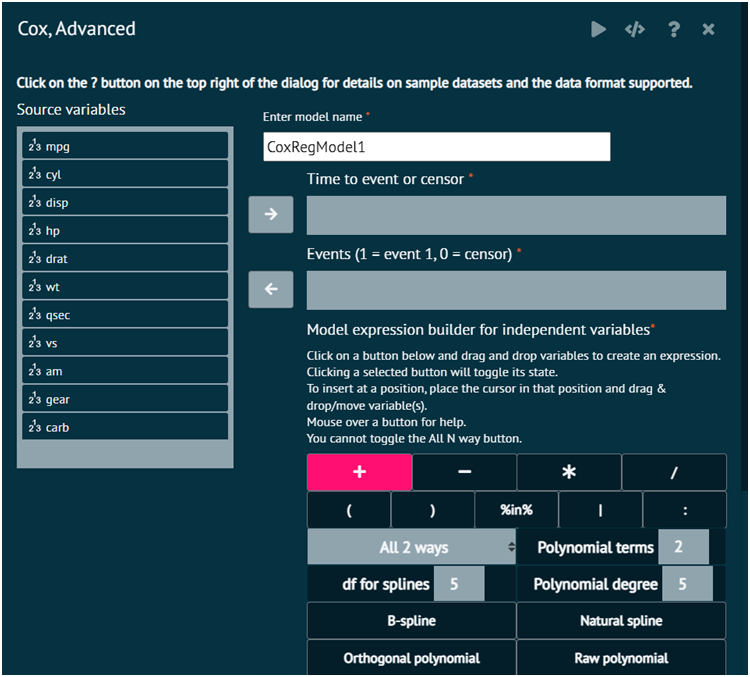 Cox, Advanced
</>
?
×
Click on the ? button on the top right of the dialog for details on sample datasets and the data format supported.
Source variables
mpg
cyl
disp
hp
drat
wt
qsec
vs
am
gear
carb
Enter model name *
CoxRegModel1
Time to event or censor *
→
Events (1 = event 1, 0 = censor) *
←
Model expression builder for independent variables*
Click on a button below and drag and drop variables to create an expression.
Clicking a selected button will toggle its state.
To insert at a position, place the cursor in that position and drag &
drop/move variable(s).
Mouse over a button for help.
You cannot toggle the All N way button.
+ − * /
( ) %in% | :
All 2 ways Polynomial terms 2
df for splines 5 Polynomial degree 5
B-spline Natural spline
Orthogonal polynomial Raw polynomial